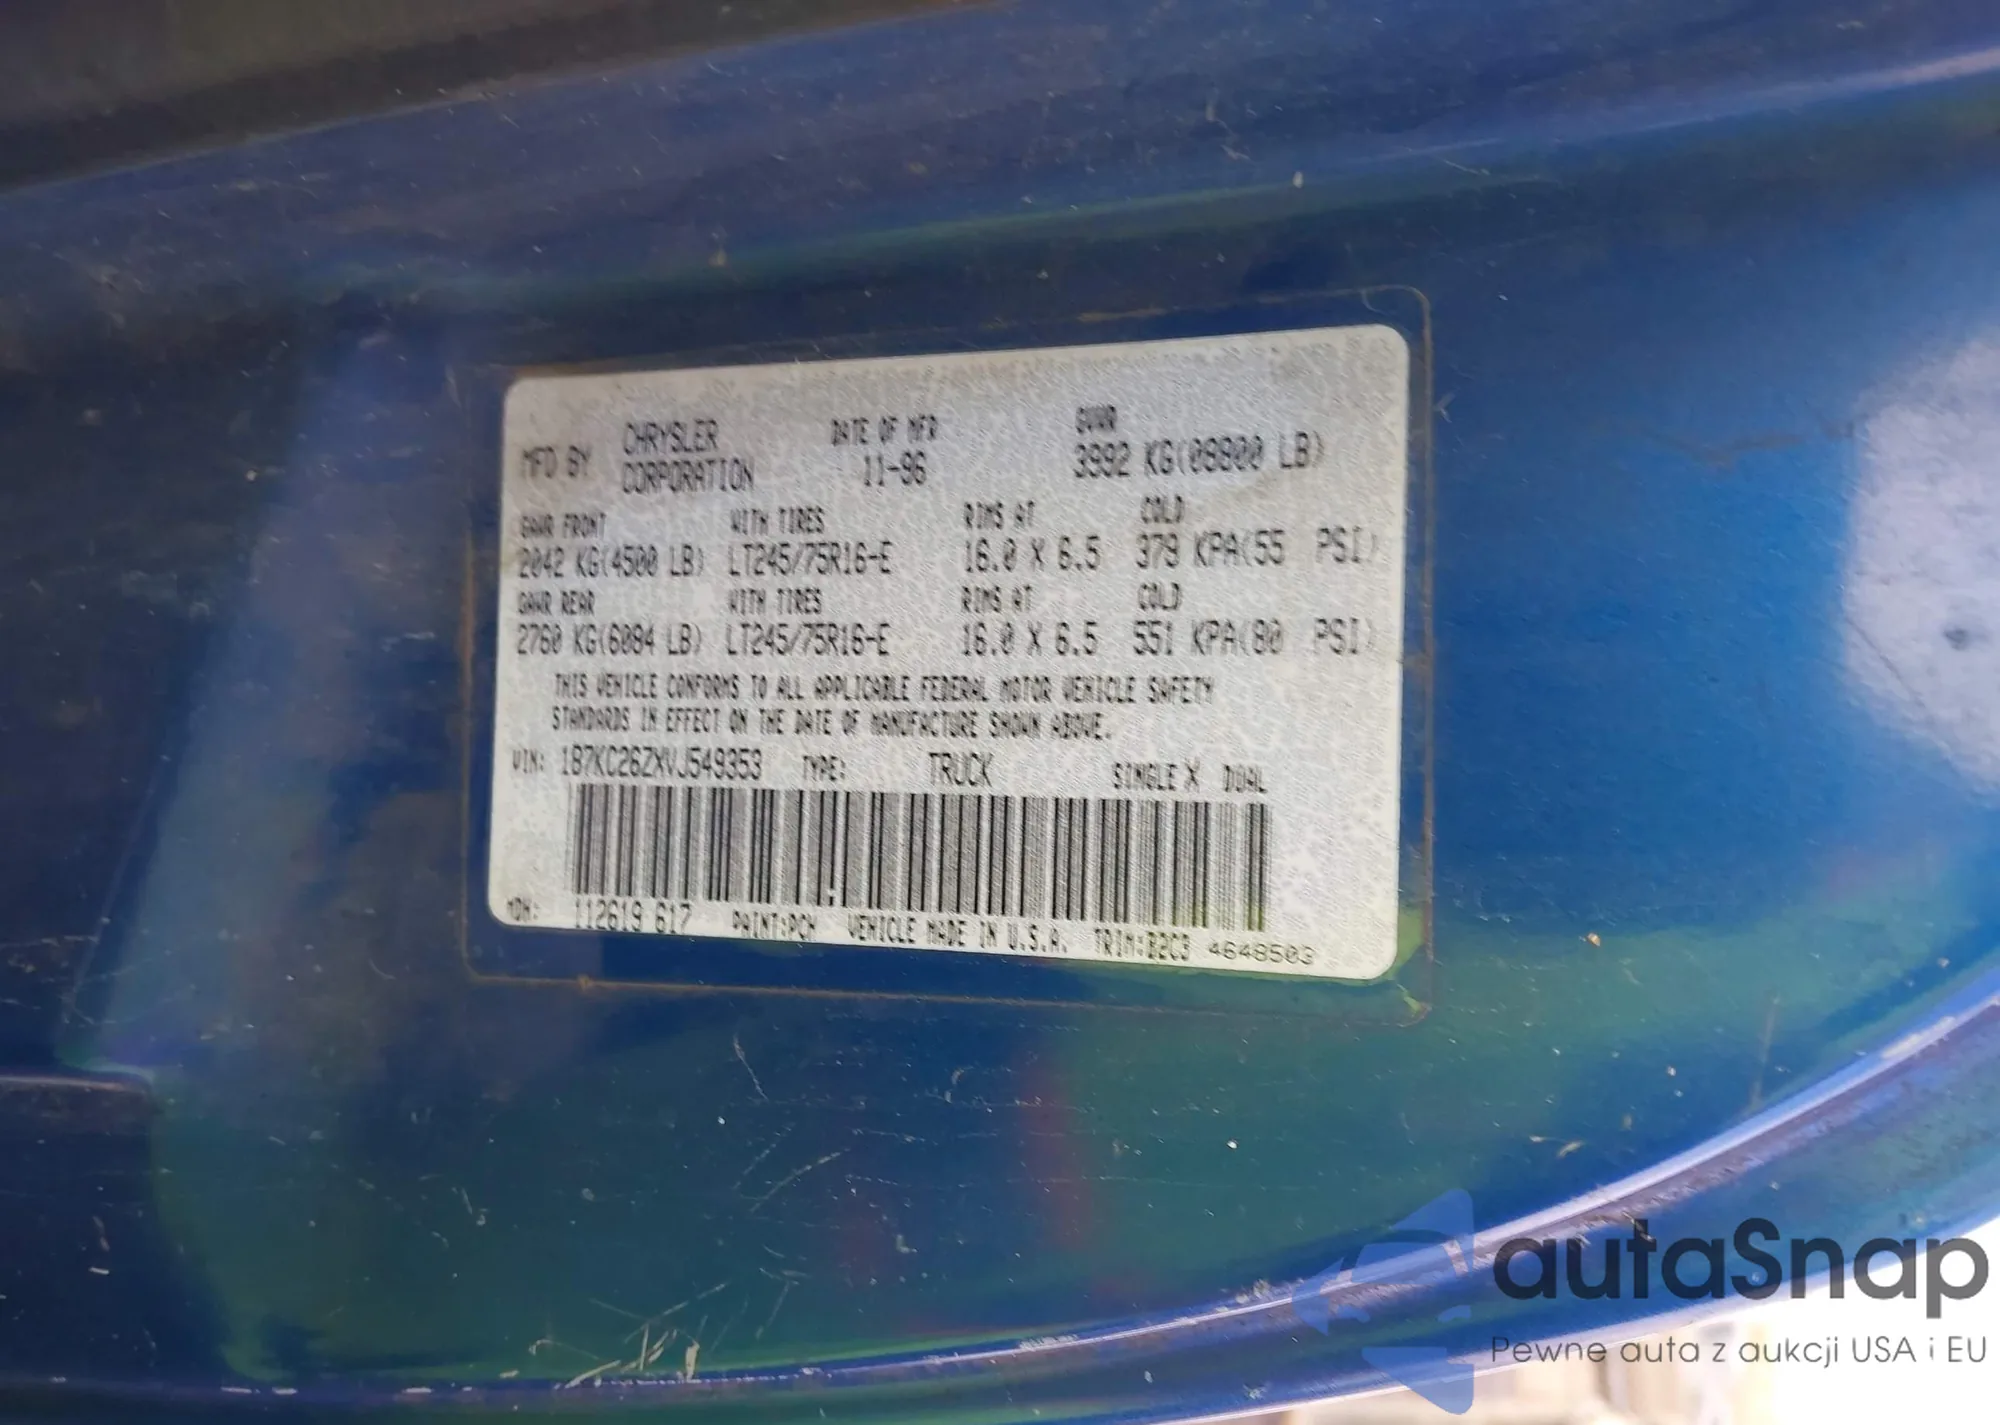 MFD BY CHRYSLER CORPORATION DATE OF MFR 11-96 GVWR 3992 KG(08800 LB)
GAWR FRONT WITH TIRES RIMS AT COLD
2042 KG(4500 LB) LT245/75R16-E 16.0 X 6.5 379 KPA(55 PSI)
GAWR REAR WITH TIRES RIMS AT COLD
2760 KG(6084 LB) LT245/75R16-E 16.0 X 6.5 551 KPA(80 PSI)
THIS VEHICLE CONFORMS TO ALL APPLICABLE FEDERAL MOTOR VEHICLE SAFETY
STANDARDS IN EFFECT ON THE DATE OF MANUFACTURE SHOWN ABOVE.
VIN: 1B7KC26ZXVJ549353 TYPE: TRUCK SINGLE X DUAL
MDH: 112619 617 PAINT:PCH VEHICLE MADE IN U.S.A. TRIM:B2C3 4648503
autaSnap
Pewne auta z aukcji USA i EU